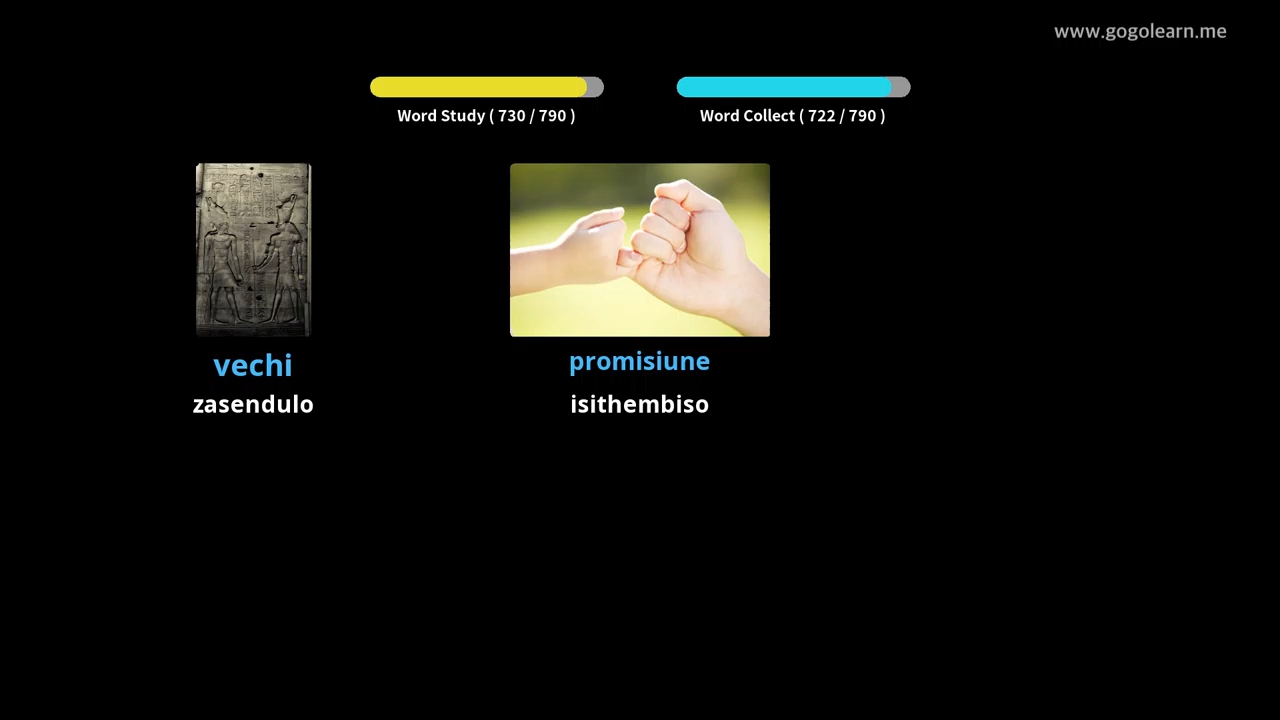 www.gogolearn.me
Word Study ( 730 / 790 )
Word Collect ( 722 / 790 )
vechi
promisiune
zasendulo
isithembiso